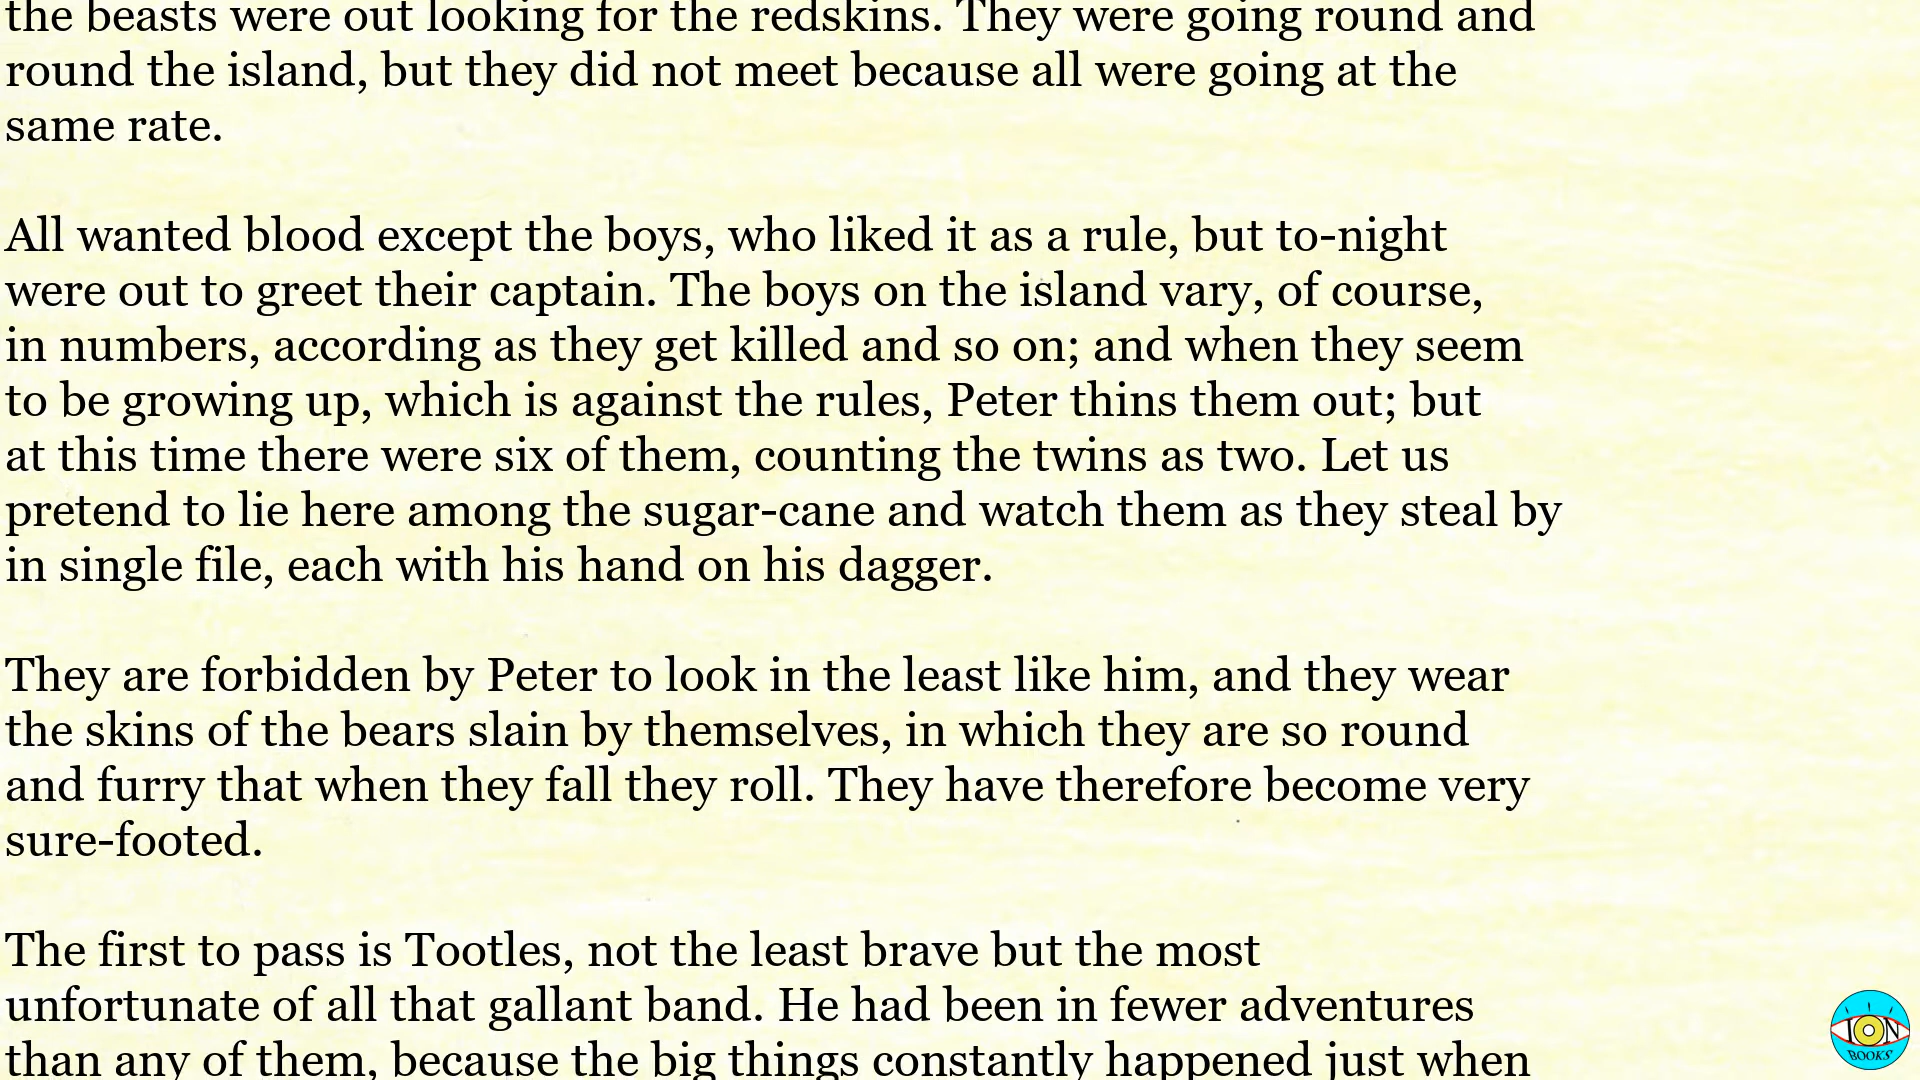 the beasts were out looking for the redskins. They were going round and
round the island, but they did not meet because all were going at the
same rate.
All wanted blood except the boys, who liked it as a rule, but to-night
were out to greet their captain. The boys on the island vary, of course,
in numbers, according as they get killed and so on; and when they seem
to be growing up, which is against the rules, Peter thins them out; but
at this time there were six of them, counting the twins as two. Let us
pretend to lie here among the sugar-cane and watch them as they steal by
in single file, each with his hand on his dagger.
They are forbidden by Peter to look in the least like him, and they wear
the skins of the bears slain by themselves, in which they are so round
and furry that when they fall they roll. They have therefore become very
sure-footed.
The first to pass is Tootles, not the least brave but the most
unfortunate of all that gallant band. He had been in fewer adventures
than any of them, because the big things constantly happened just when
ION
BOOKS